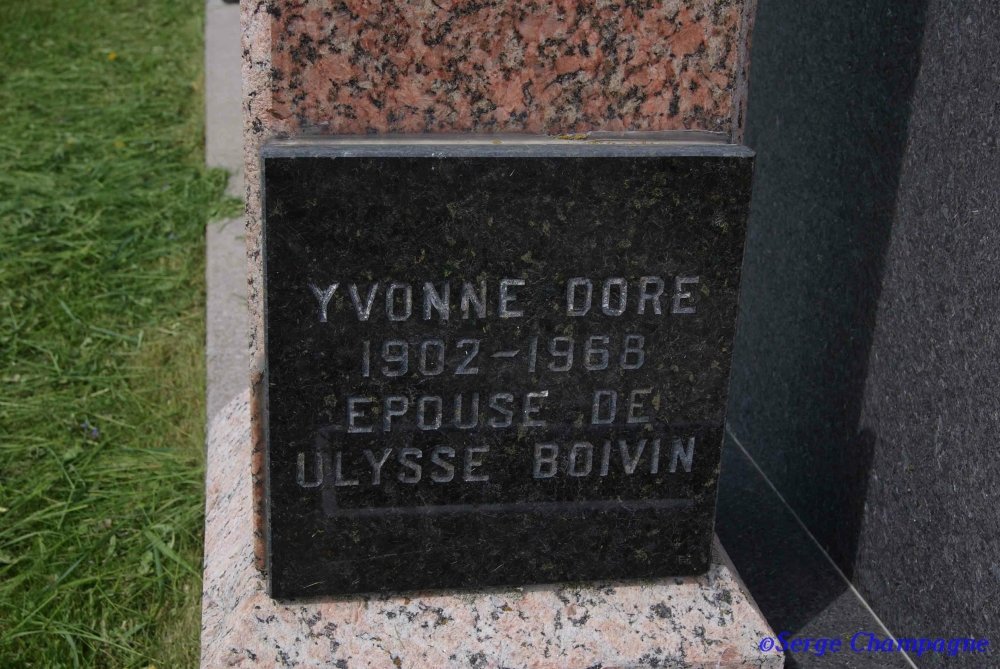 YVONNE DORE
1902-1968
EPOUSE DE
ULYSSE BOIVIN
©Serge Champagne